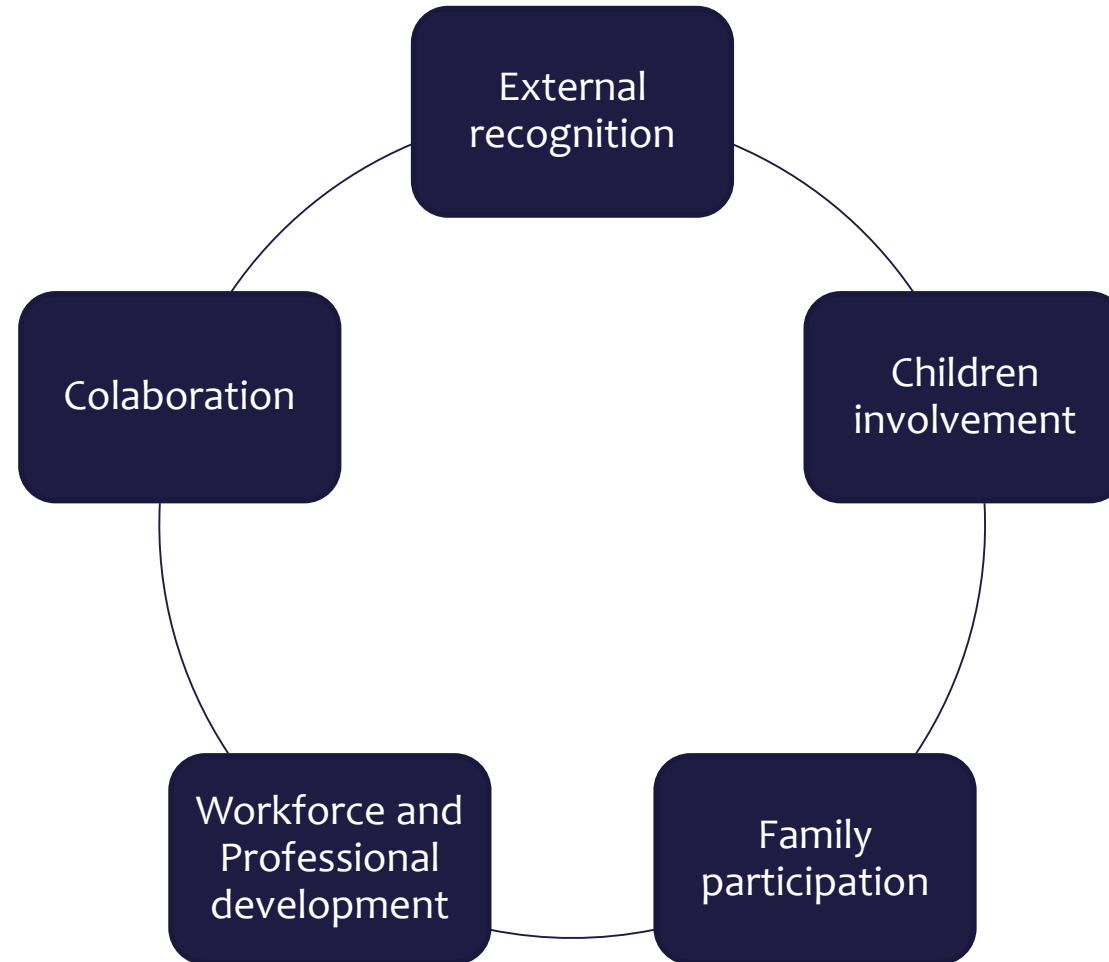 External
recognition
Children
involvement
Family
participation
Workforce and
Professional
development
Colaboration